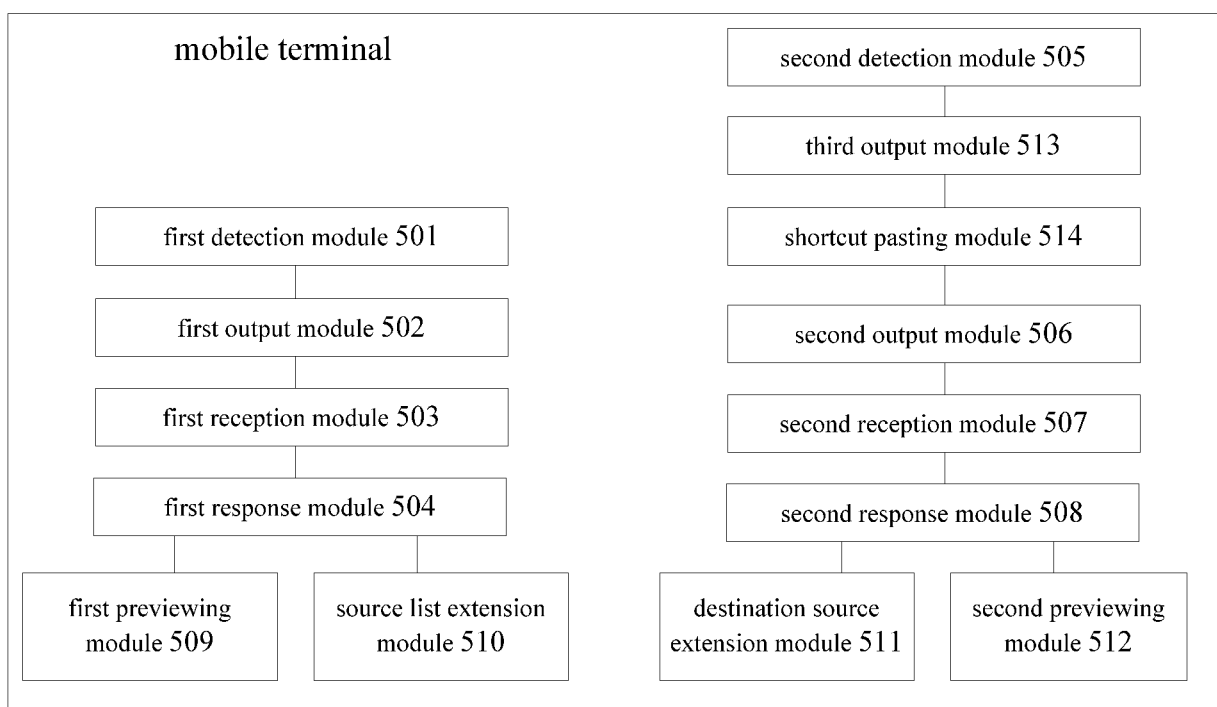 mobile terminal
first detection module 501
first output module 502
first reception module 503
first response module 504
first previewing
module 509
source list extension
module 510
second detection module 505
third output module 513
shortcut pasting module 514
second output module 506
second reception module 507
second response module 508
destination source
extension module 511
second previewing
module 512